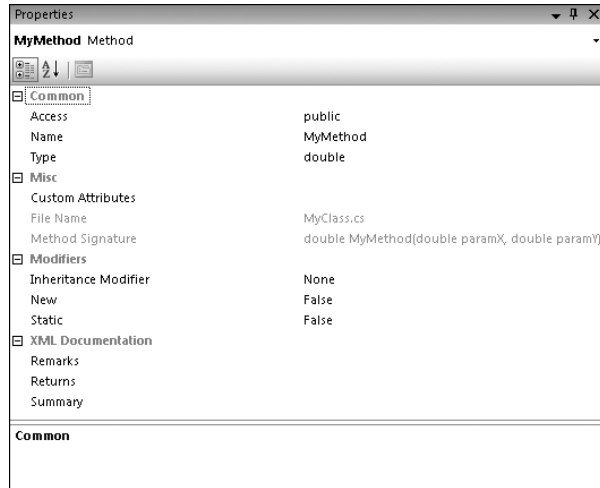 Properties
MyMethod Method
Common
Access public
Name MyMethod
Type double
Misc
Custom Attributes
File Name MyClass.cs
Method Signature double MyMethod(double paramX, double paramY)
Modifiers
Inheritance Modifier None
New False
Static False
XML Documentation
Remarks
Returns
Summary
Common